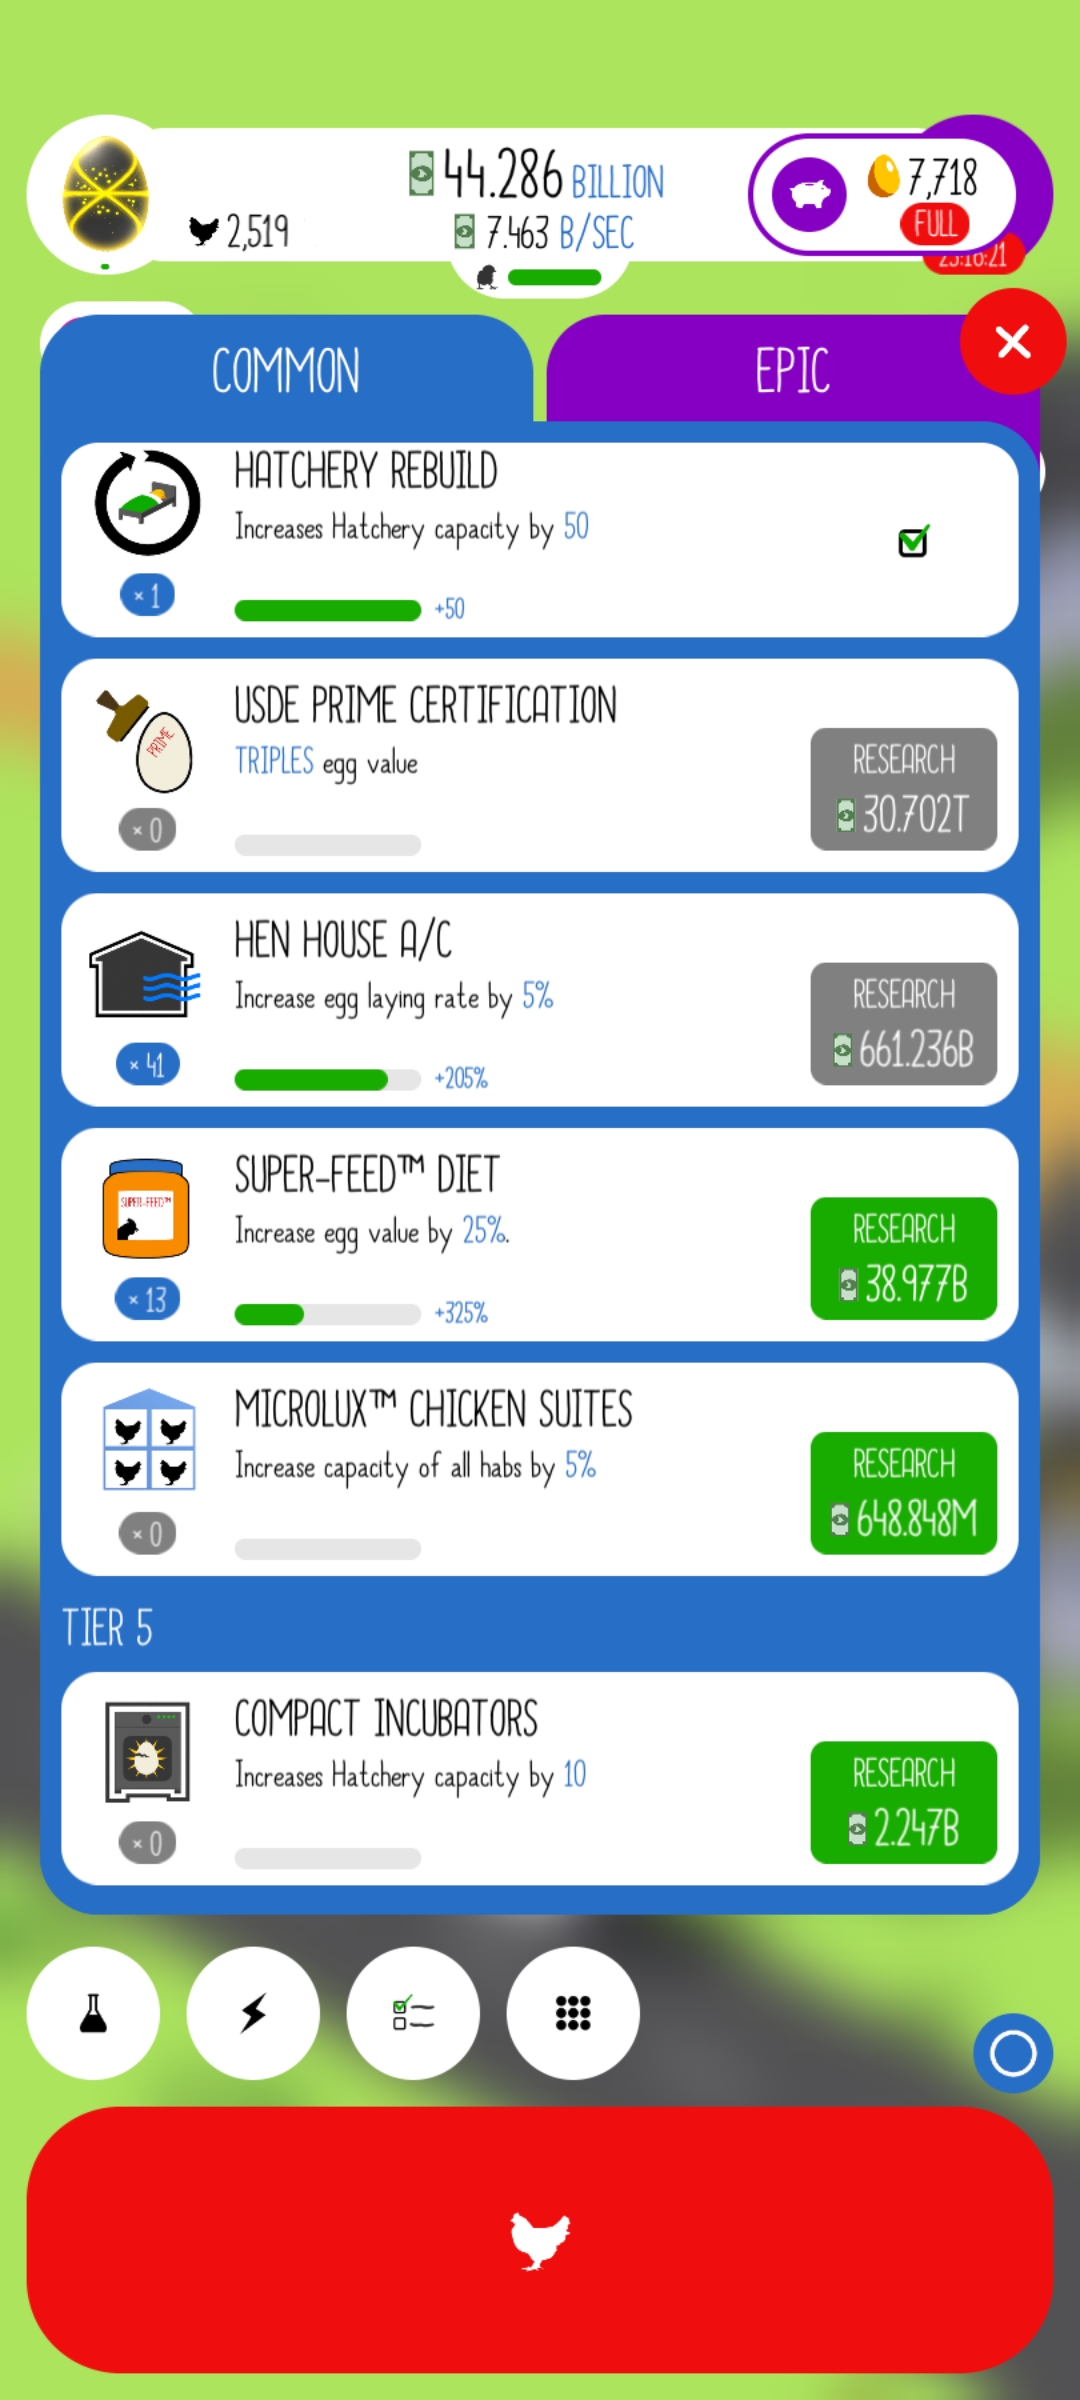 44.286 BILLION
7,718
2,519
7.463 B/SEC
FULL
23:16:21
COMMON
EPIC
HATCHERY REBUILD
Increases Hatchery capacity by 50
× 1
+50
USDE PRIME CERTIFICATION
PRIME
TRIPLES egg value
RESEARCH
30.702T
× 0
HEN HOUSE A/C
Increase egg laying rate by 5%
RESEARCH
661.236B
× 41
+205%
SUPER-FEED™ DIET
SUPER-FEED™
Increase egg value by 25%.
RESEARCH
38.977B
× 13
+325%
MICROLUX™ CHICKEN SUITES
Increase capacity of all habs by 5%
RESEARCH
648.848M
× 0
TIER 5
COMPACT INCUBATORS
Increases Hatchery capacity by 10
RESEARCH
2.247B
× 0